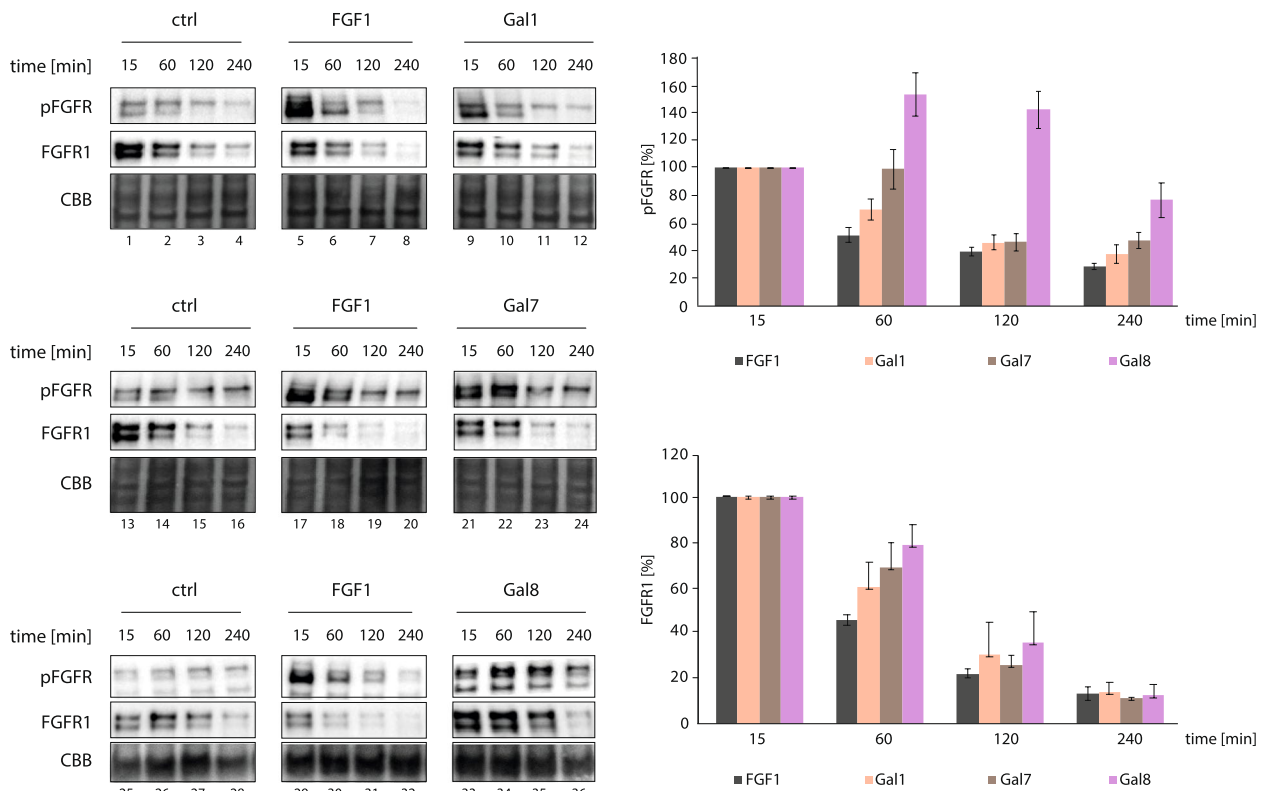 ctrl FGF1 Gal1
time [min] 15 60 120 240 15 60 120 240 15 60 120 240
pFGFR
FGFR1
CBB
1 2 3 4 5 6 7 8 9 10 11 12
ctrl FGF1 Gal7
time [min] 15 60 120 240 15 60 120 240 15 60 120 240
pFGFR
FGFR1
CBB
13 14 15 16 17 18 19 20 21 22 23 24
ctrl FGF1 Gal8
time [min] 15 60 120 240 15 60 120 240 15 60 120 240
pFGFR
FGFR1
CBB
pFGFR [%]
180
160
140
120
100
80
60
40
20
0
15 60 120 240 time [min]
FGF1 Gal1 Gal7 Gal8
FGFR1 [%]
120
100
80
60
40
20
0
15 60 120 240 time [min]
FGF1 Gal1 Gal7 Gal8